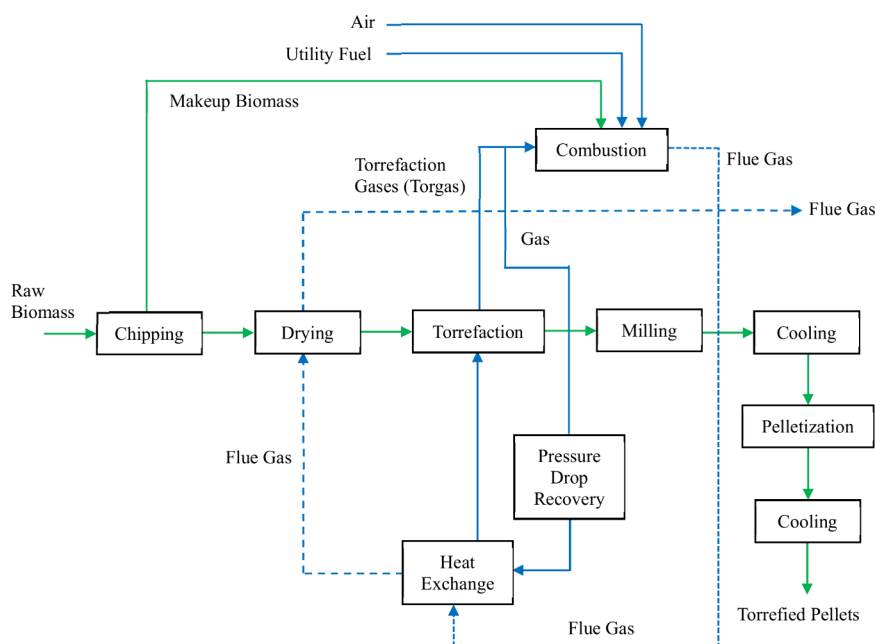 Air
Utility Fuel
Makeup Biomass
Combustion
Torrefaction
Gases (Torgas)
Flue Gas
Flue Gas
Gas
Raw
Biomass
Chipping
Drying
Torrefaction
Milling
Cooling
Pelletization
Flue Gas
Pressure
Drop
Recovery
Cooling
Heat
Exchange
Torrefied Pellets
Flue Gas